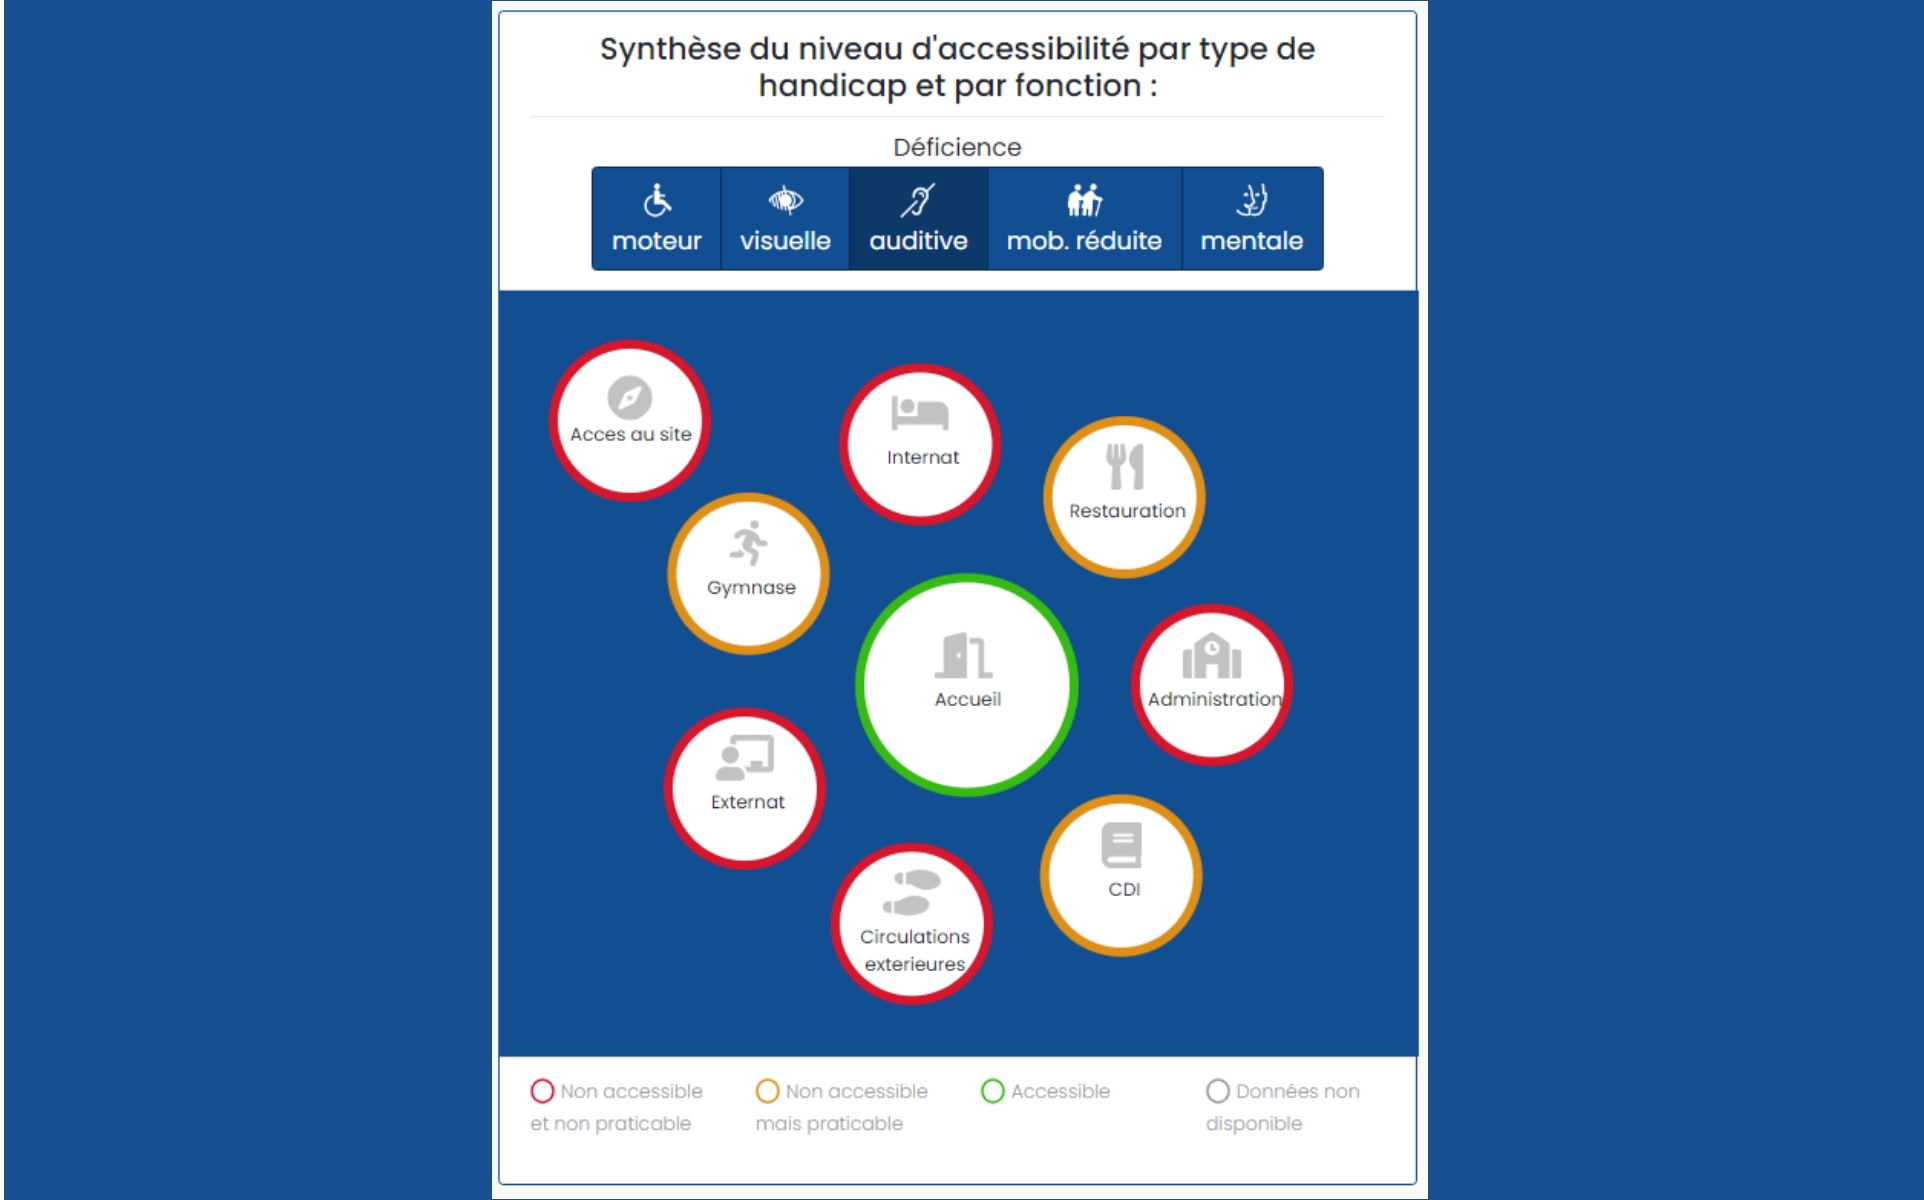 Synthèse du niveau d'accessibilité par type de
handicap et par fonction :
Déficience
moteur
visuelle
auditive
mob. réduite
mentale
Acces au site
Internat
Restauration
Gymnase
Accueil
Administration
Externat
CDI
Circulations
exterieures
Non accessible
et non praticable
Non accessible
mais praticable
Accessible
Données non
disponible